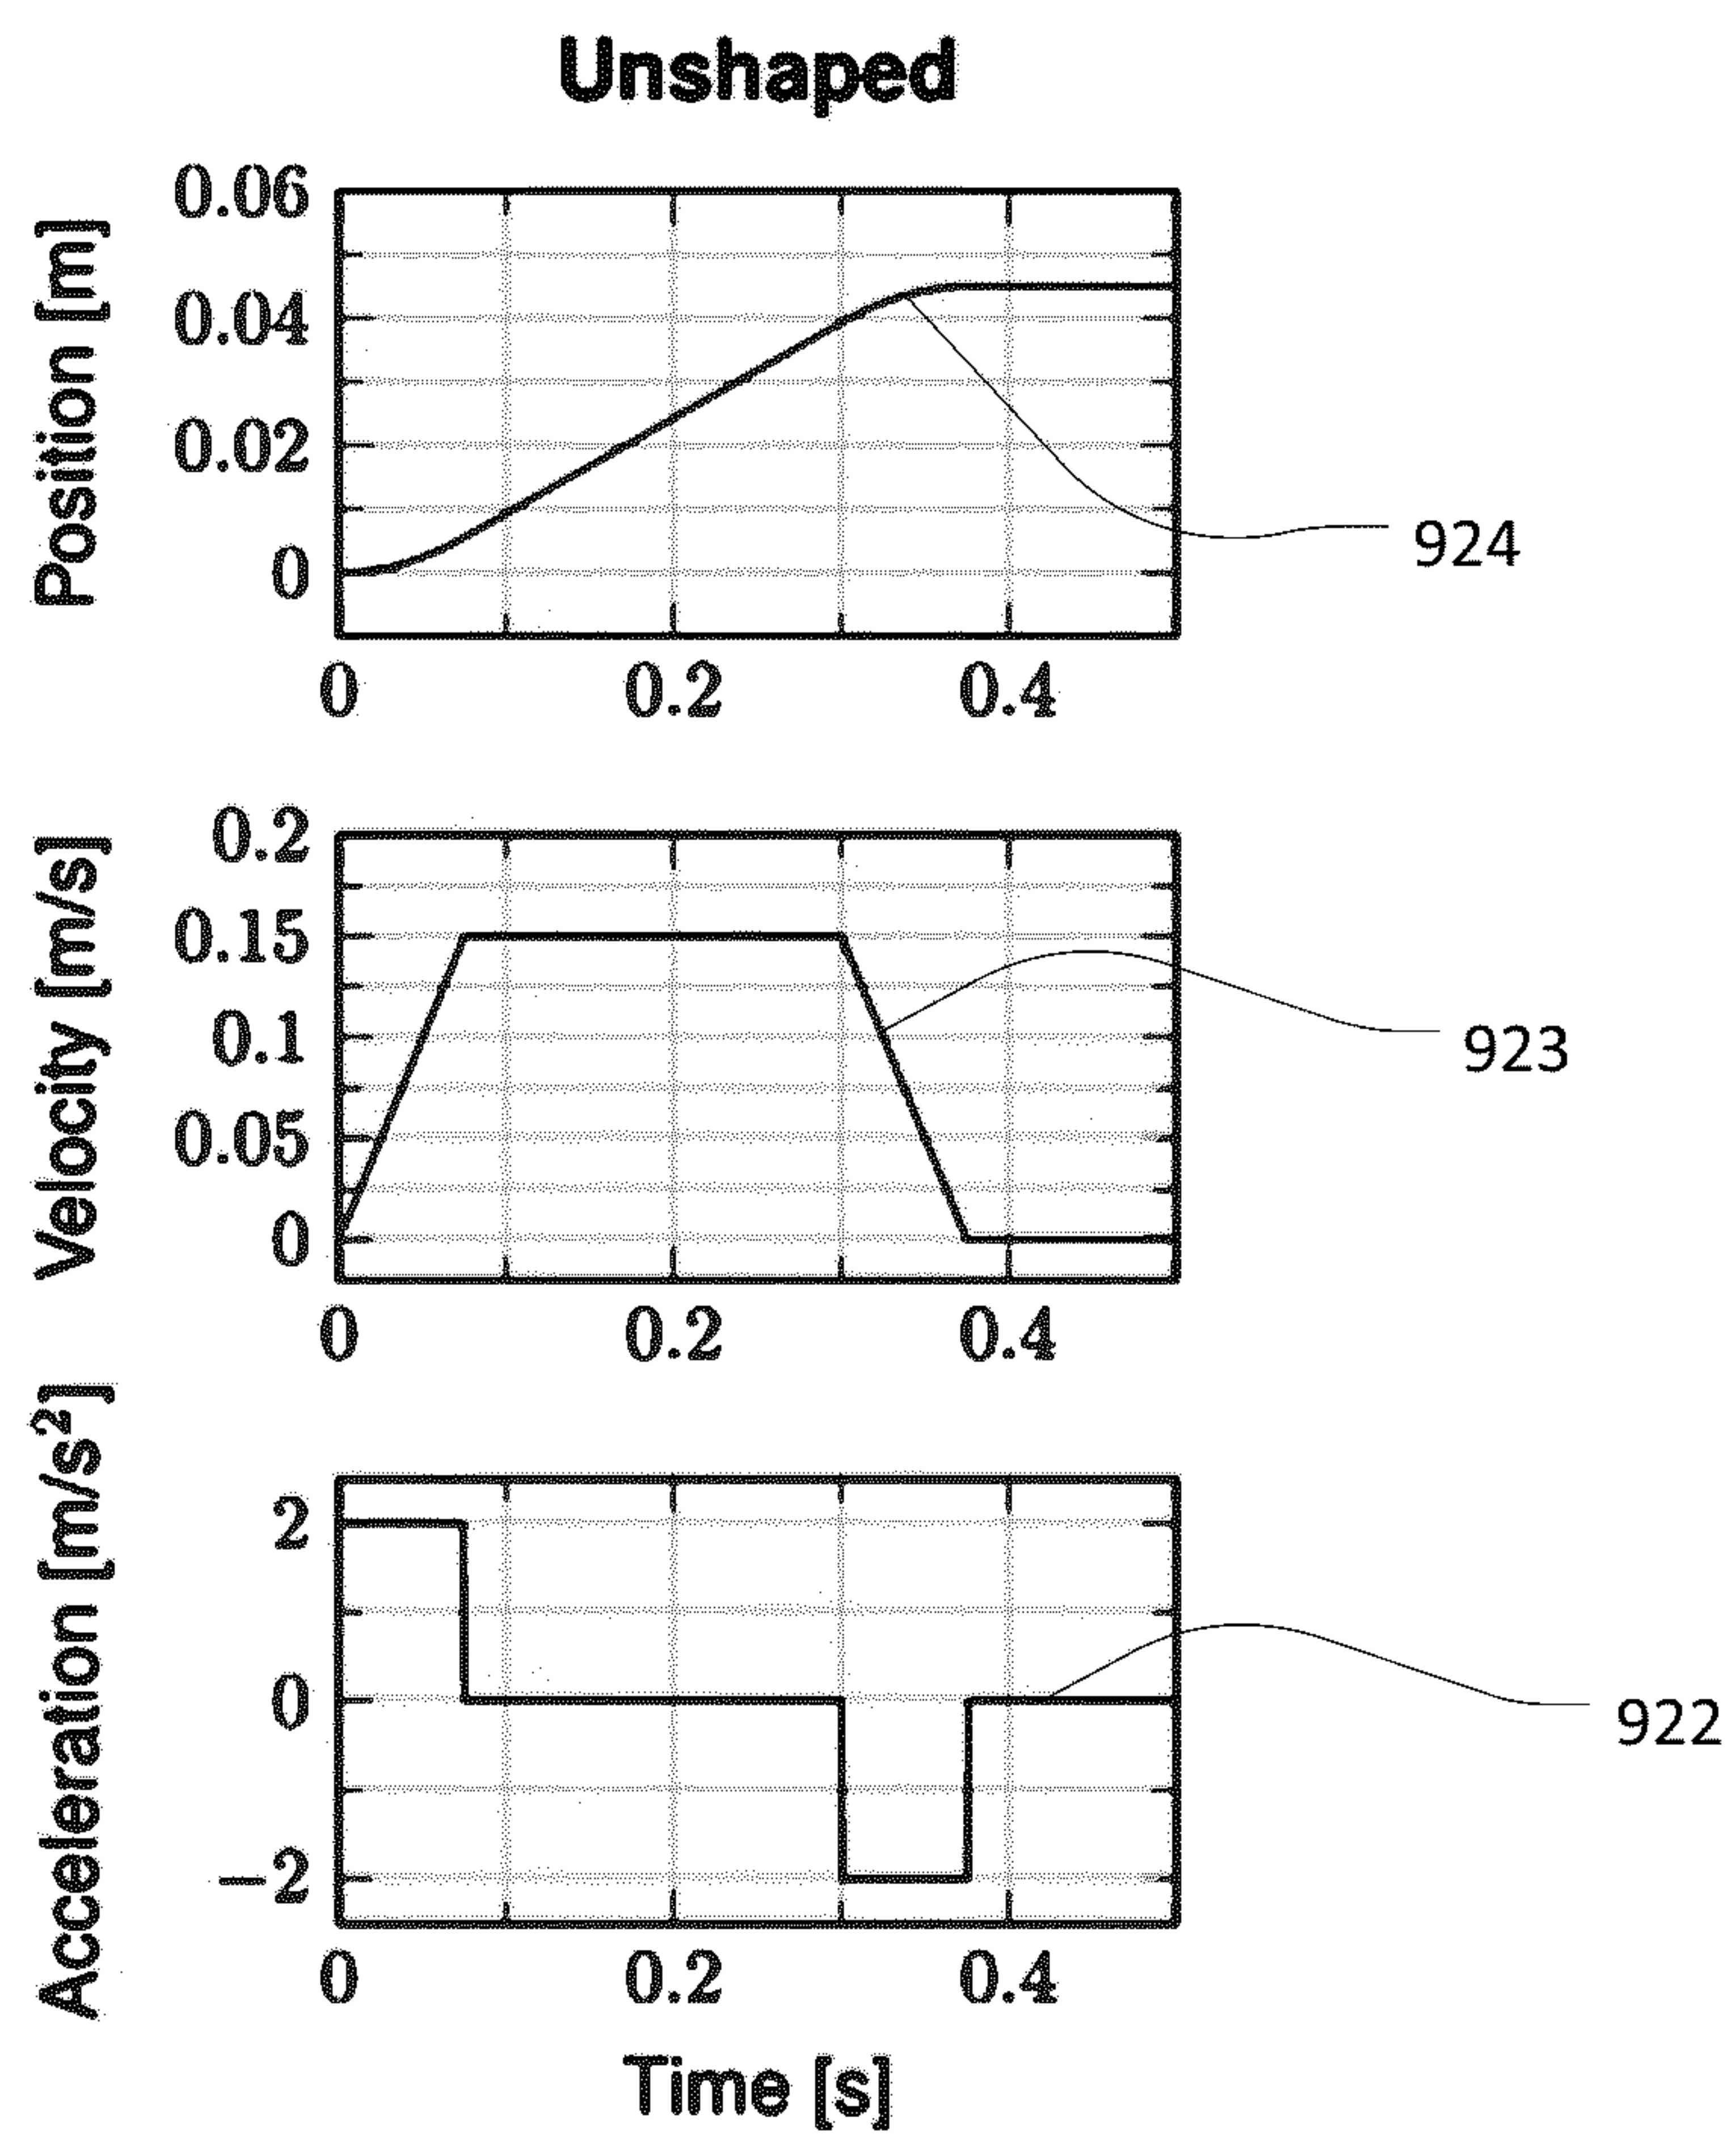 Unshaped
Position [m]
0.06
0.04
0.02
0
0 0.2 0.4
924
Velocity [m/s]
0.2
0.15
0.1
0.05
0
0 0.2 0.4
923
Acceleration [m/s²]
2
0
−2
0 0.2 0.4
922
Time [s]